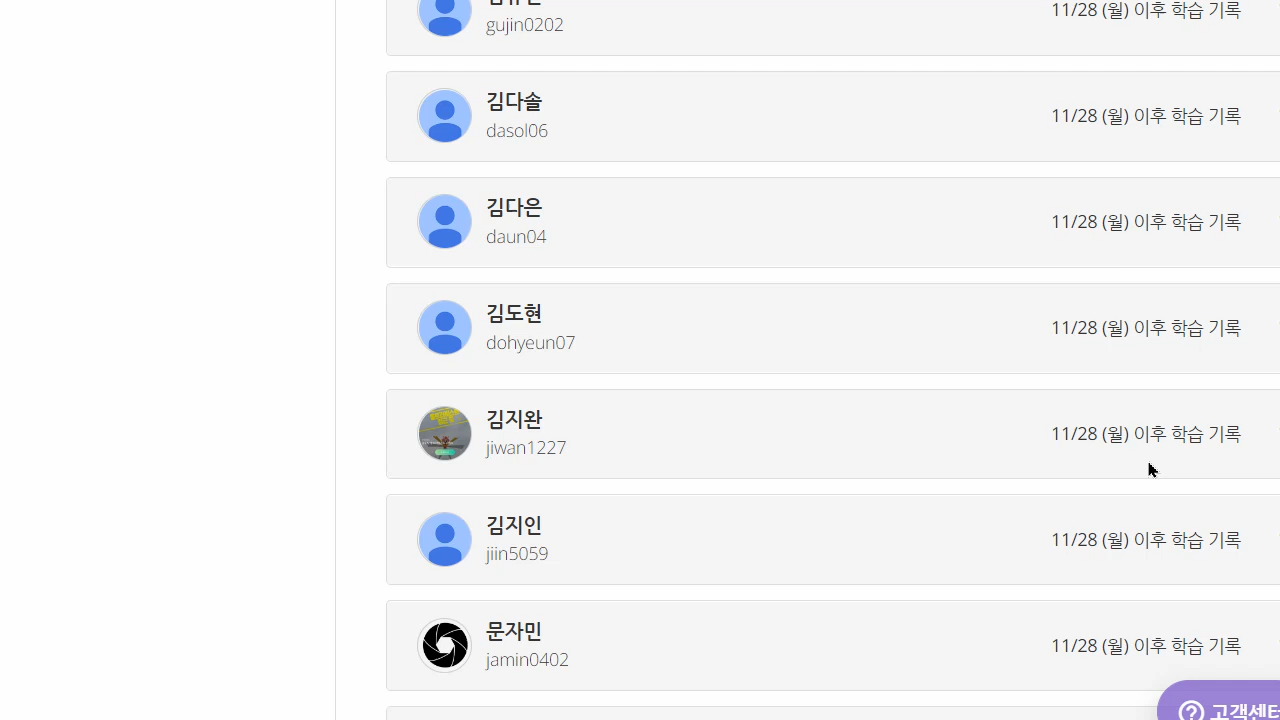 gujin0202
11/28 (월) 이후 학습 기록
김다솔
dasol06
11/28 (월) 이후 학습 기록
김다은
daun04
11/28 (월) 이후 학습 기록
김도현
dohyeun07
11/28 (월) 이후 학습 기록
김지완
jiwan1227
11/28 (월) 이후 학습 기록
김지인
jiin5059
11/28 (월) 이후 학습 기록
문자민
jamin0402
11/28 (월) 이후 학습 기록
고객센터